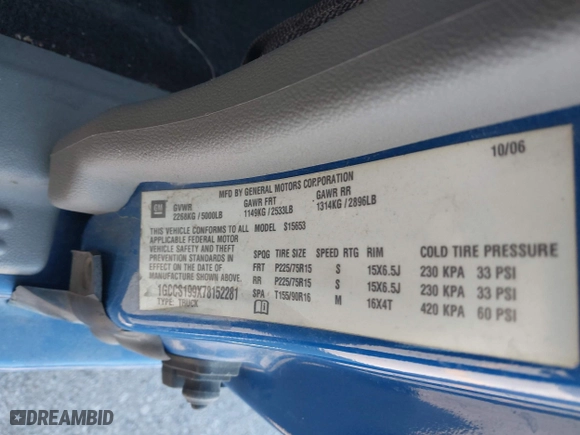 10/06
MFD BY GENERAL MOTORS CORPORATION
GM GVWR GAWR FRT GAWR RR
2268KG / 5000LB 1149KG / 2533LB 1314KG / 2896LB
THIS VEHICLE CONFORMS TO ALL MODEL S15653
APPLICABLE FEDERAL MOTOR
VEHICLE SAFETY AND
THEFT PREVENTION STANDARDS
IN EFFECT ON THE DATE OF
MANUFACTURE SHOWN ABOVE.
1GCCS199X78152281
TYPE: TRUCK
SPOG TIRE SIZE SPEED RTG RIM COLD TIRE PRESSURE
FRT P225/75R15 S 15X6.5J 230 KPA 33 PSI
RR P225/75R15 S 15X6.5J 230 KPA 33 PSI
SPA T155/90R16 M 16X4T 420 KPA 60 PSI
DREAMBID